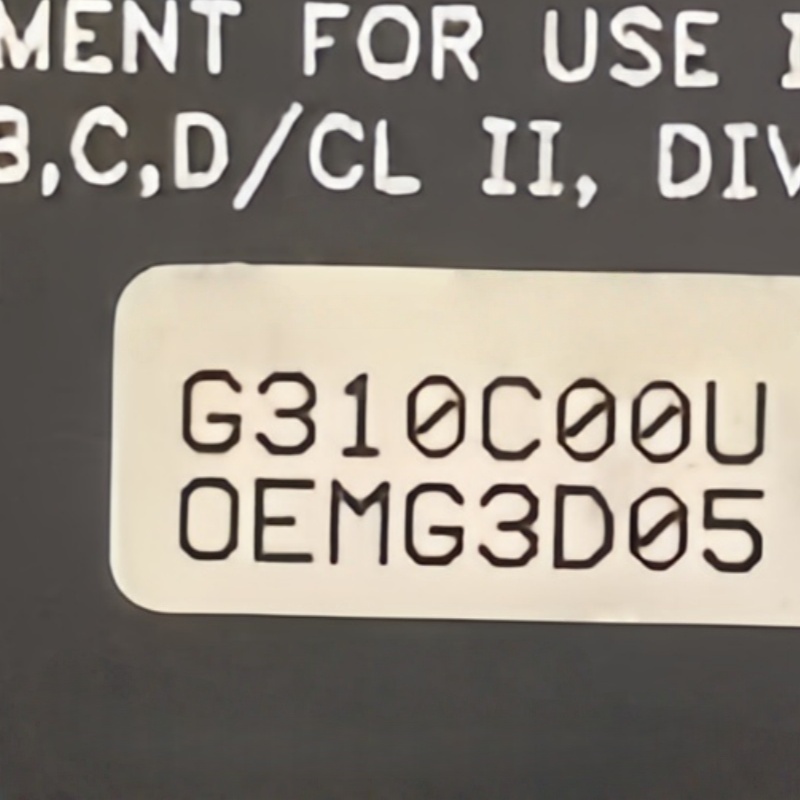 MENT FOR USE I
B,C,D/CL II, DIV
G310C00U
OEMG3D05